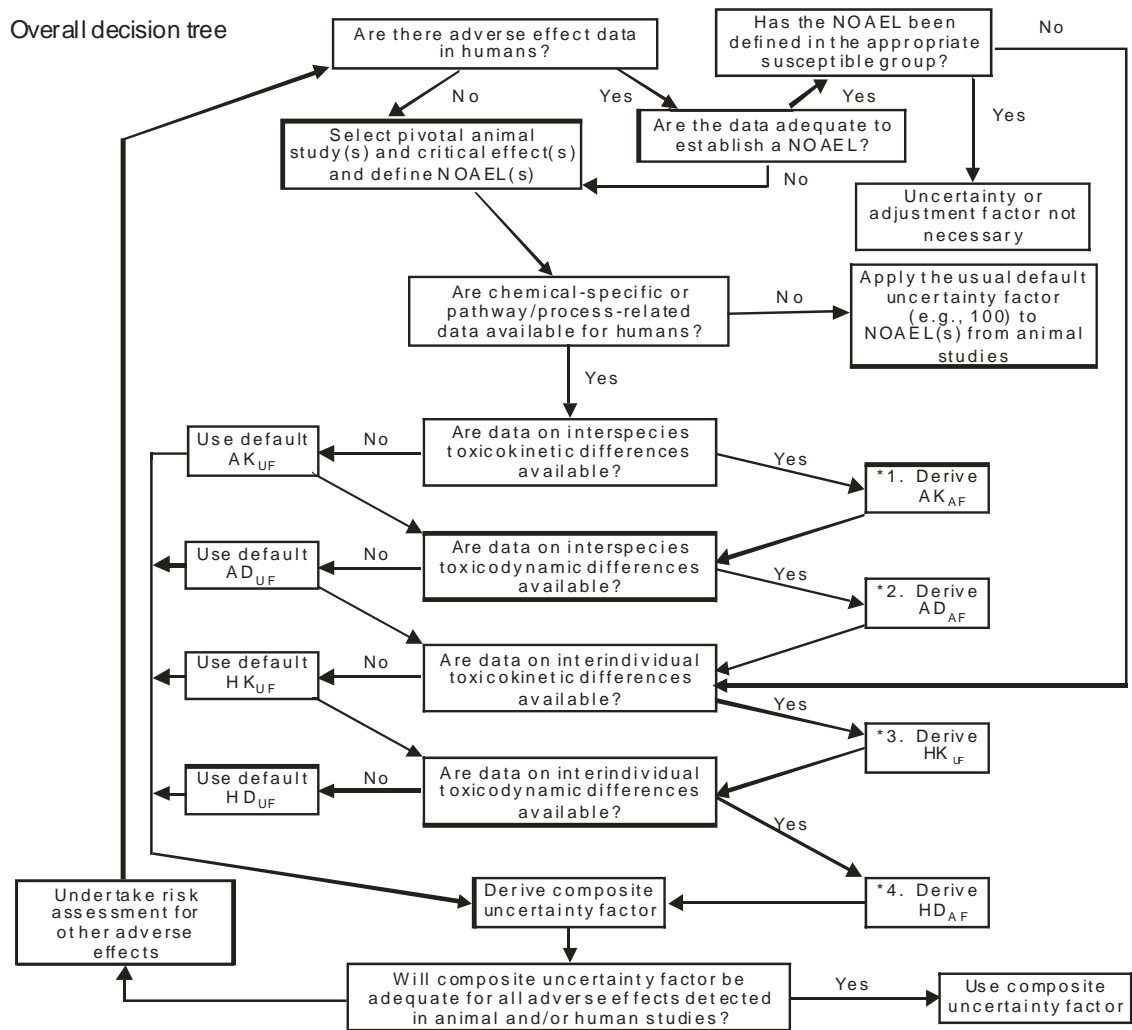 Overall decision tree
Are there adverse effect data
in humans?
Has the NOAEL been
defined in the appropriate
susceptible group?
No
No
Yes
Yes
Yes
Select pivotal animal
study(s) and critical effect(s)
and define NOAEL(s)
Are the data adequate to
establish a NOAEL?
No
Uncertainty or
adjustment factor not
necessary
Are chemical-specific or
pathway/process-related
data available for humans?
No
Apply the usual default
uncertainty factor
(e.g., 100) to
NOAEL(s) from animal
studies
Yes
Use default
AKUF
No
Are data on interspecies
toxicokinetic differences
available?
Yes
*1. Derive
AKAF
Use default
ADUF
No
Are data on interspecies
toxicodynamic differences
available?
Yes
*2. Derive
ADAF
Use default
HKUF
No
Are data on interindividual
toxicokinetic differences
available?
Yes
*3. Derive
HKUF
Use default
HDUF
No
Are data on interindividual
toxicodynamic differences
available?
Yes
*4. Derive
HDAF
Undertake risk
assessment for
other adverse
effects
Derive composite
uncertainty factor
Will composite uncertainty factor be
adequate for all adverse effects detected
in animal and/or human studies?
Yes
Use composite
uncertainty factor